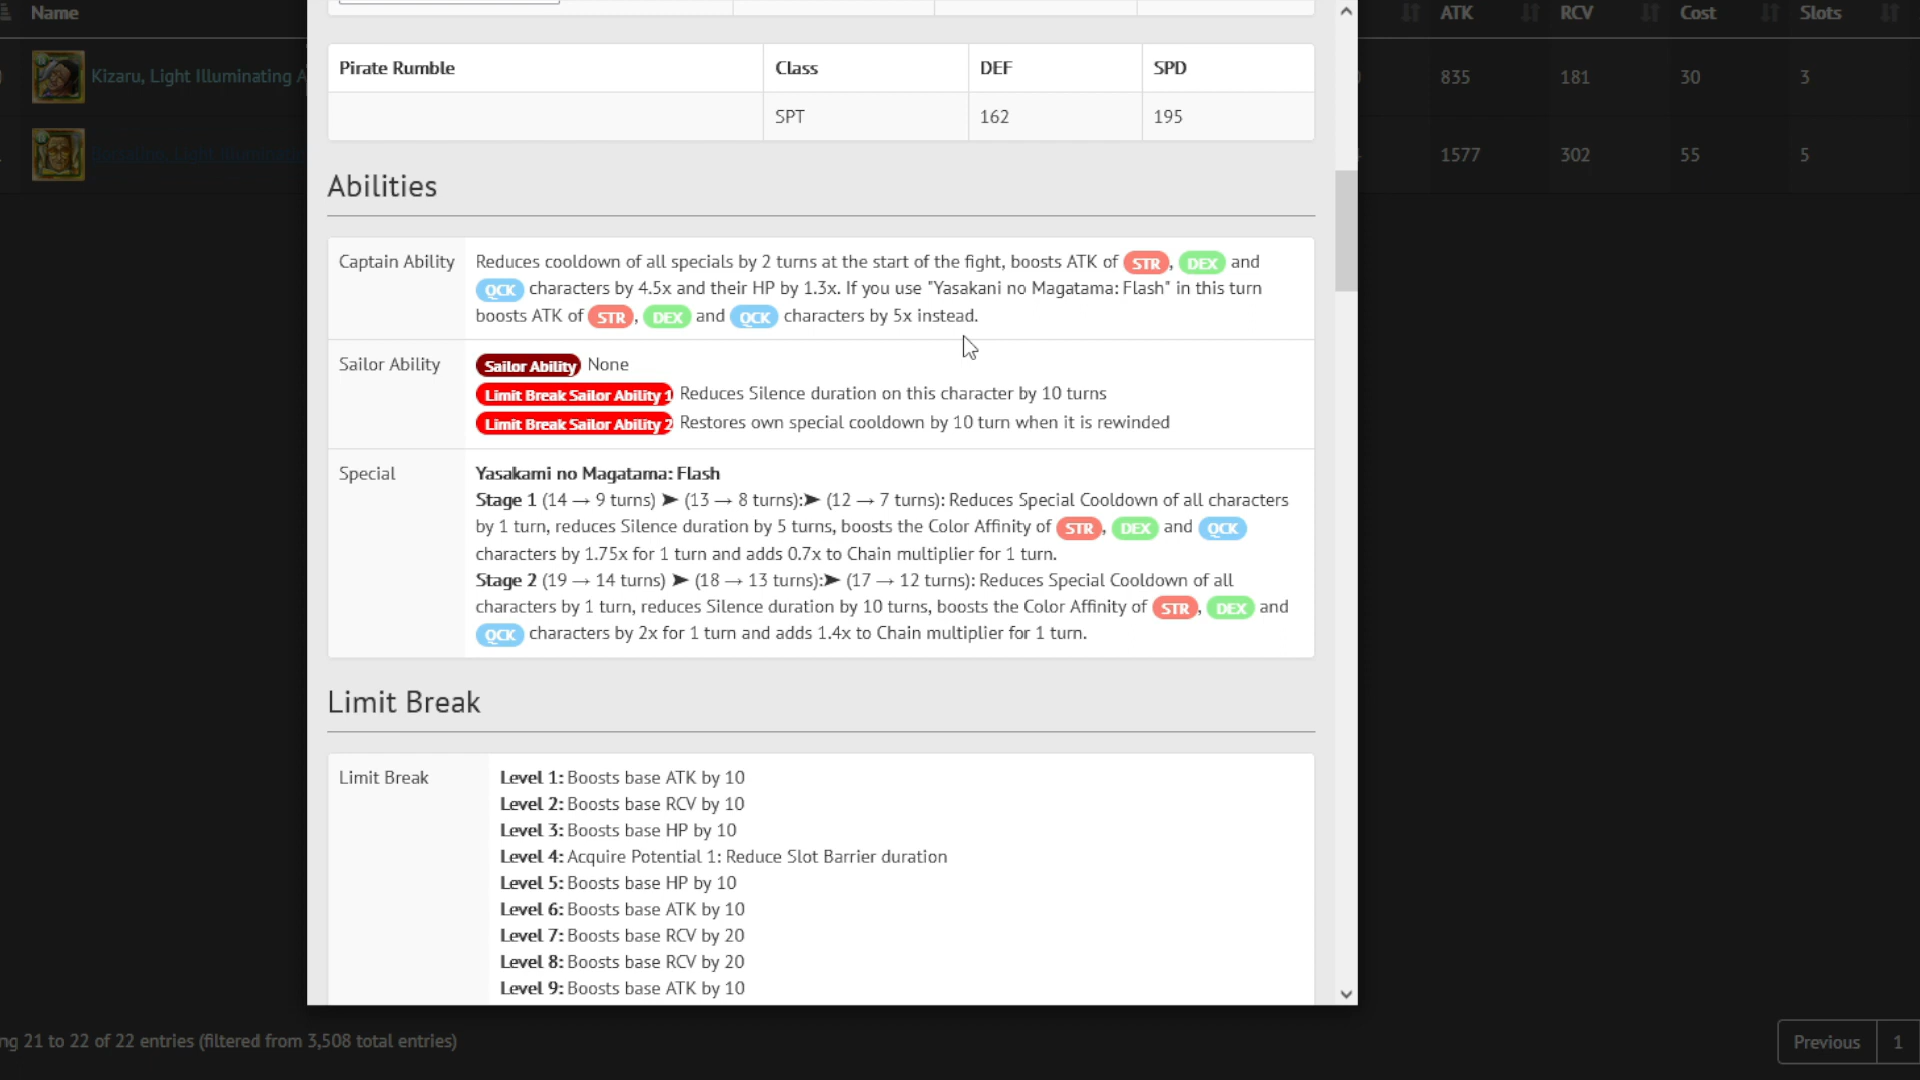 Name
ATK
RCV
Cost
Slots
Kizaru, Light Illuminating A
835
181
30
3
1577
302
55
5
Pirate Rumble
Class
DEF
SPD
SPT
162
195
Abilities
Captain Ability
Reduces cooldown of all specials by 2 turns at the start of the fight, boosts ATK of STR, DEX and
QCK characters by 4.5x and their HP by 1.3x. If you use "Yasakani no Magatama: Flash" in this turn
boosts ATK of STR, DEX and QCK characters by 5x instead.
Sailor Ability
Sailor Ability None
Limit Break Sailor Ability 1 Reduces Silence duration on this character by 10 turns
Limit Break Sailor Ability 2 Restores own special cooldown by 10 turn when it is rewinded
Special
Yasakami no Magatama: Flash
Stage 1 (14 → 9 turns) ➤ (13 → 8 turns):➤ (12 → 7 turns): Reduces Special Cooldown of all characters
by 1 turn, reduces Silence duration by 5 turns, boosts the Color Affinity of STR, DEX and QCK
characters by 1.75x for 1 turn and adds 0.7x to Chain multiplier for 1 turn.
Stage 2 (19 → 14 turns) ➤ (18 → 13 turns):➤ (17 → 12 turns): Reduces Special Cooldown of all
characters by 1 turn, reduces Silence duration by 10 turns, boosts the Color Affinity of STR, DEX and
QCK characters by 2x for 1 turn and adds 1.4x to Chain multiplier for 1 turn.
Limit Break
Limit Break
Level 1: Boosts base ATK by 10
Level 2: Boosts base RCV by 10
Level 3: Boosts base HP by 10
Level 4: Acquire Potential 1: Reduce Slot Barrier duration
Level 5: Boosts base HP by 10
Level 6: Boosts base ATK by 10
Level 7: Boosts base RCV by 20
Level 8: Boosts base RCV by 20
Level 9: Boosts base ATK by 10
ng 21 to 22 of 22 entries (filtered from 3,508 total entries)
Previous
1